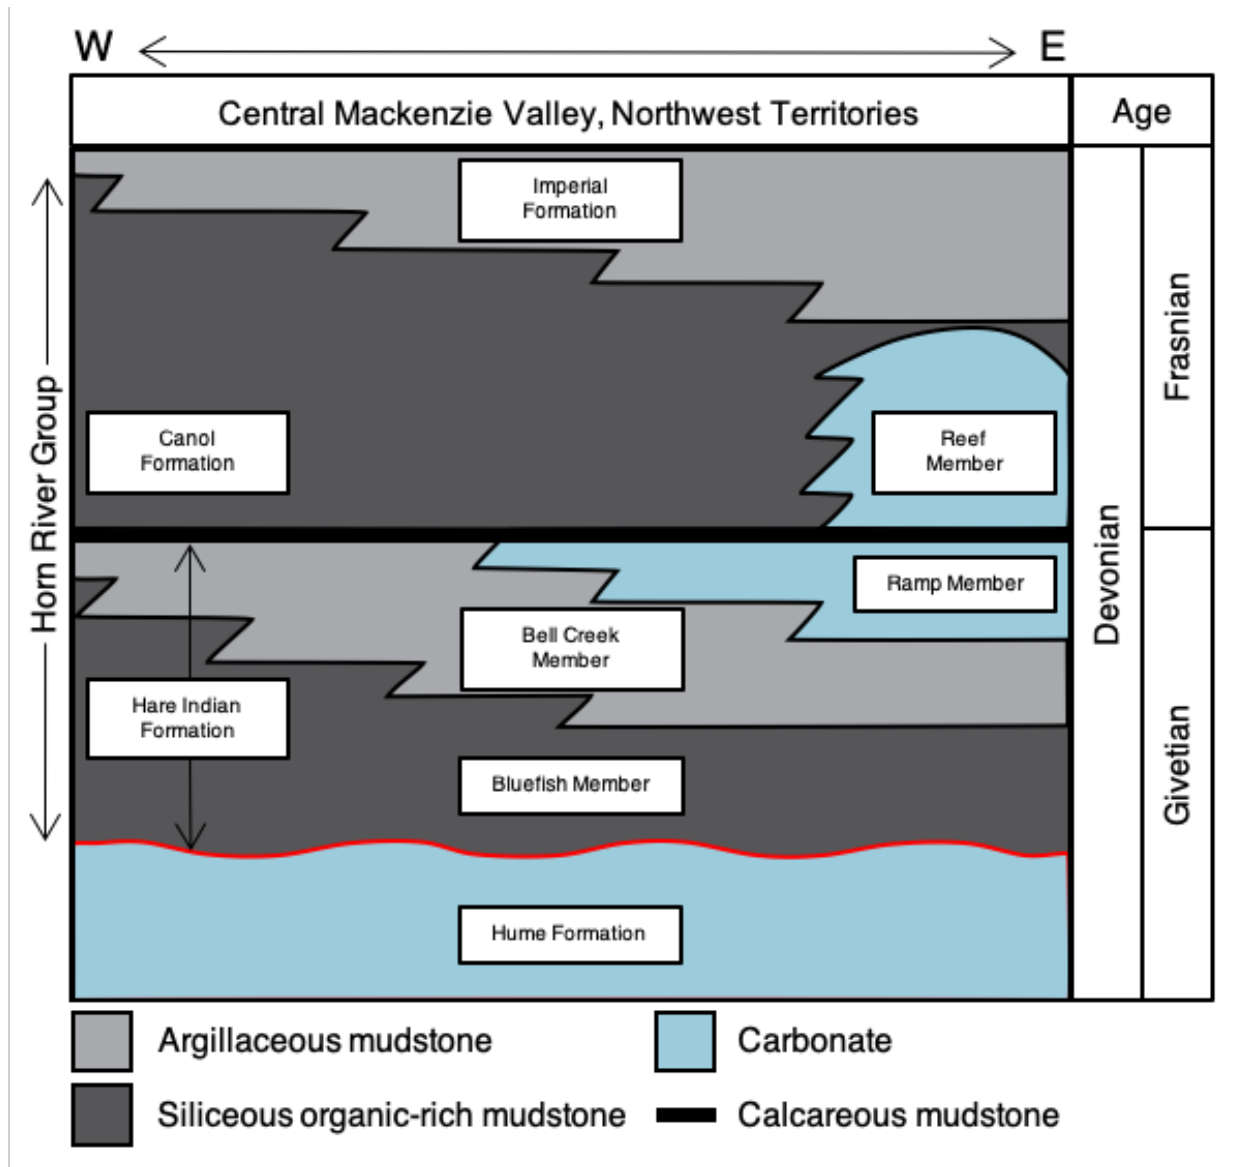 W
E
Central Mackenzie Valley, Northwest Territories
Age
Imperial
Formation
Canol
Formation
Reef
Member
Ramp Member
Bell Creek
Member
Hare Indian
Formation
Bluefish Member
Hume Formation
Horn River Group
Devonian
Frasnian
Givetian
Argillaceous mudstone
Carbonate
Siliceous organic-rich mudstone
Calcareous mudstone